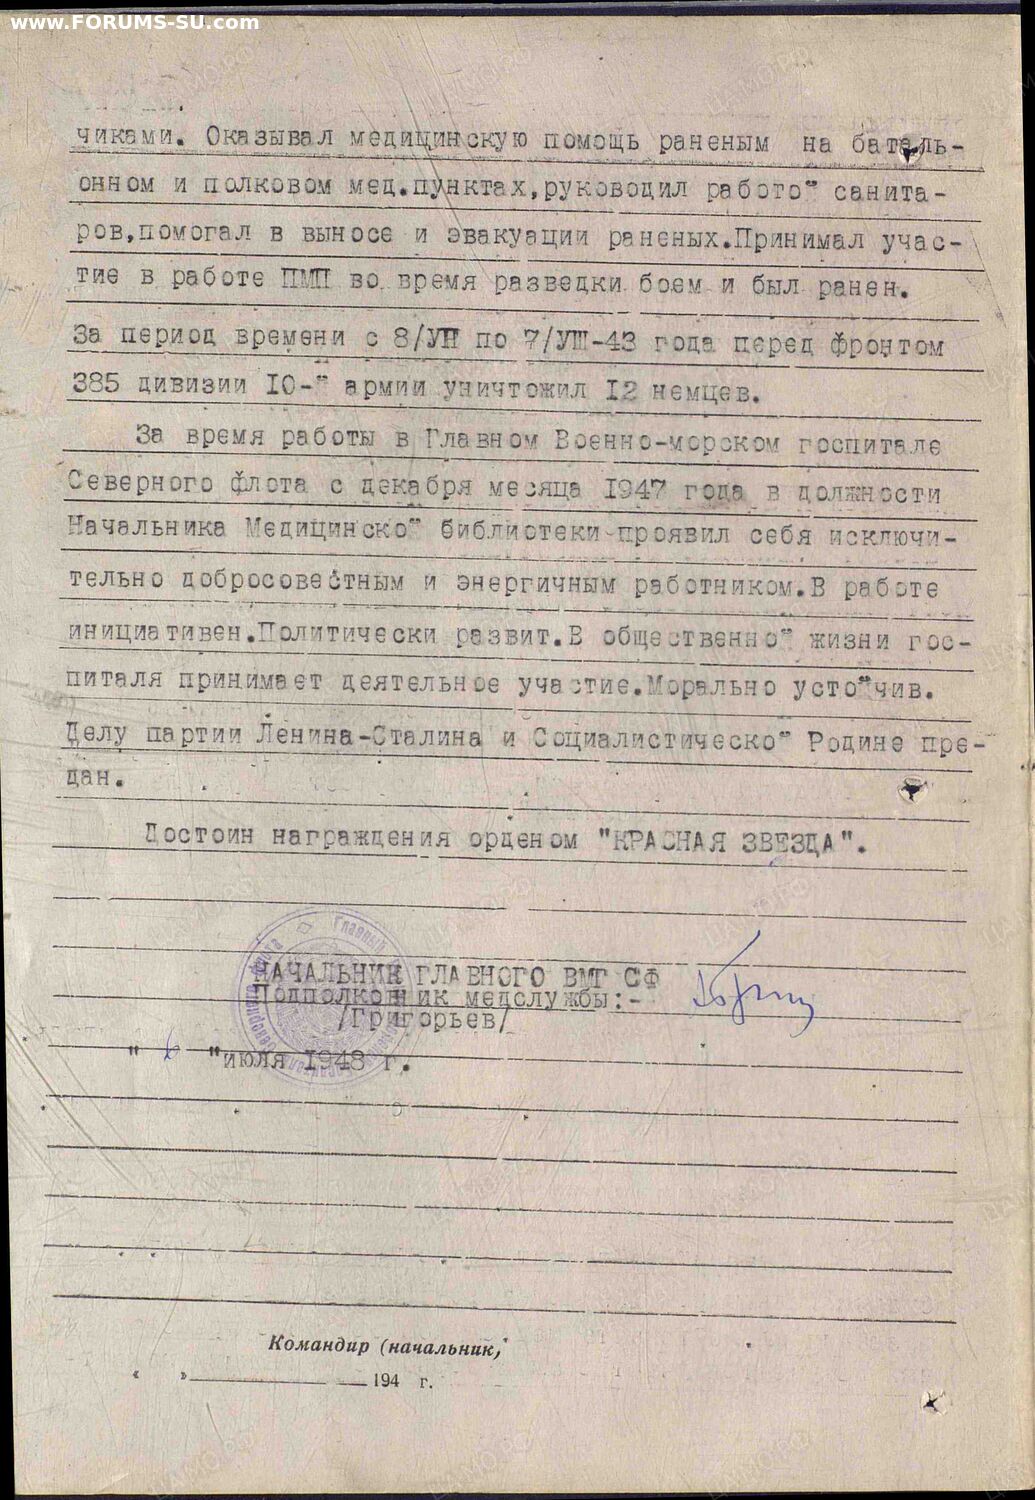 www.FORUMS-SU.com
чиками. Оказывал медицинскую помощь раненым на баталь-
онном и полковом мед.пунктах,руководил работо" санита-
ров,помогал в выносе и эвакуации раненых.Принимал учас-
тие в работе ПМП во время разведки боем и был ранен.
За период времени с 8/УП по 7/УШ-43 года перед фронтом
385 дивизии IO-" армии уничтожил I2 немцев.
За время работы в Главном Военно-морском госпитале
Северного флота с декабря месяца I947 года в должности
Начальника Медицинско" библиотеки проявил себя исключи-
тельно добросовестным и энергичным работником.В работе
инициативен.Политически развит.В общественно" жизни гос-
питаля принимает деятельное участие.Морально усто"чив.
Делу партии Ленина-Сталина и Социалистическо" Родине пре-
дан.
Достоин награждения орденом "КРАСНАЯ ЗВЕЗДА".
НАЧАЛЬНИК ГЛАВНОГО ВМГ СФ
Подполковник медслужбы:-
/Григорьев/
" "июля I948 г.
Командир (начальник)
" " 194 г.